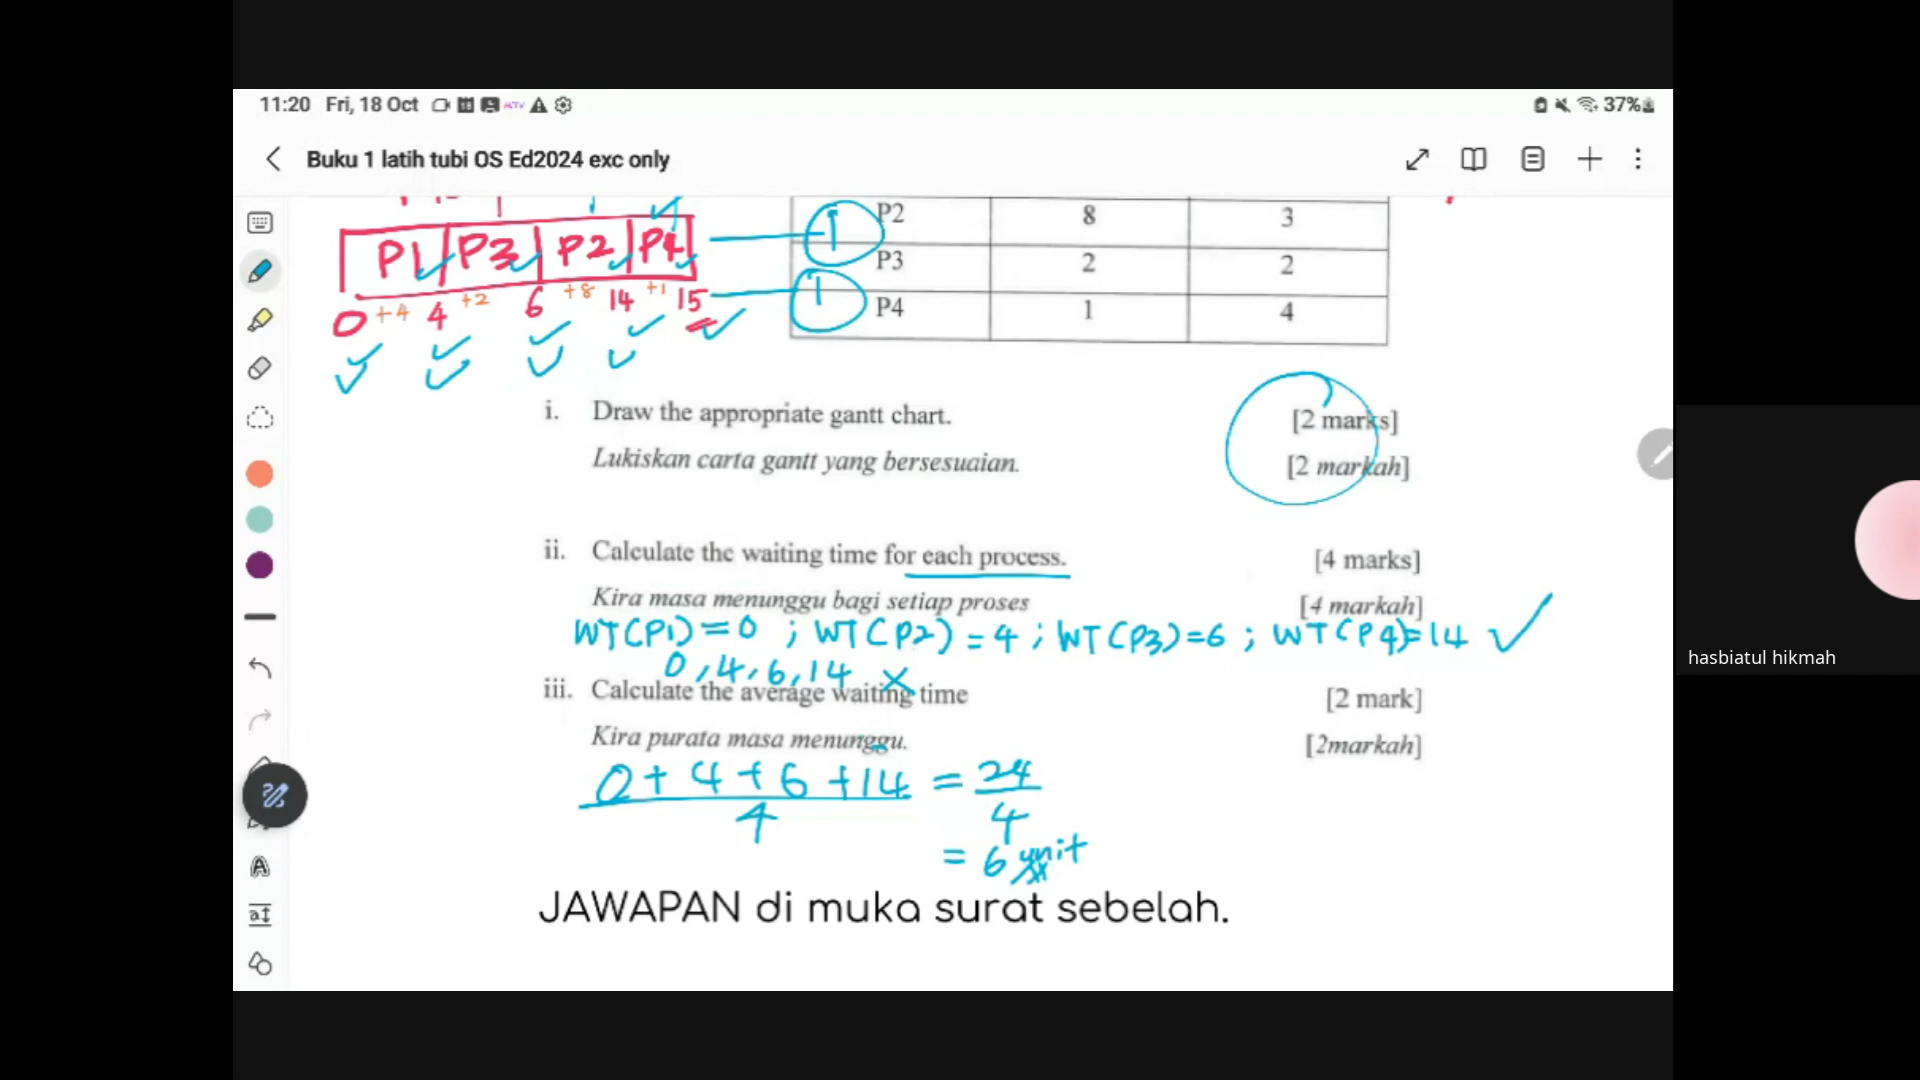 11:20 Fri, 18 Oct
37%
Buku 1 latih tubi OS Ed2024 exc only
P1 P3 P2 P4
0 +4 4 +2 6 +8 14 +1 15
1
1
P2 8 3
P3 2 2
P4 1 4
i. Draw the appropriate gantt chart. [2 marks]
Lukiskan carta gantt yang bersesuaian. [2 markah]
ii. Calculate the waiting time for each process. [4 marks]
Kira masa menunggu bagi setiap proses [4 markah]
WT(P1)=0 ; WT(P2)=4 ; WT(P3)=6 ; WT(P4)=14 ✓
0,4,6,14 ✗
iii. Calculate the average waiting time [2 mark]
Kira purata masa menunggu. [2markah]
0+4+6+14 = 24
4 4
= 6 unit
JAWAPAN di muka surat sebelah.
hasbiatul hikmah